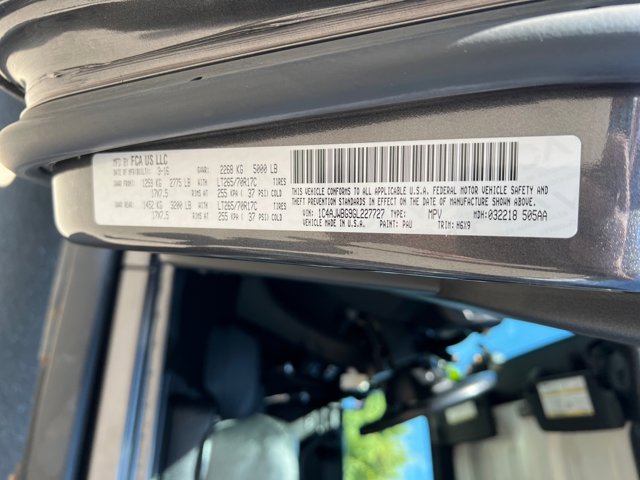 MFD BY FCA US LLC
DATE OF MFR/BUILT: 3-16 GVWR: 2268 KG 5000 LB
GAWR FRONT: 1259 KG 2775 LB WITH LT265/70R17C TIRES
17X7.5 RIMS AT 255 KPA/ 37 PSI/ COLD
GAWR REAR: 1452 KG 3200 LB WITH LT265/70R17C TIRES
17X7.5 RIMS AT 255 KPA/ 37 PSI COLD
THIS VEHICLE CONFORMS TO ALL APPLICABLE U.S.A. FEDERAL MOTOR VEHICLE SAFETY AND
THEFT PREVENTION STANDARDS IN EFFECT ON THE DATE OF MANUFACTURE SHOWN ABOVE
VIN: 1C4AJWBG9GL227727 TYPE: MPV MDH:032218 505AA
VEHICLE MADE IN U.S.A. PAINT: PAU TRIM: H6X9